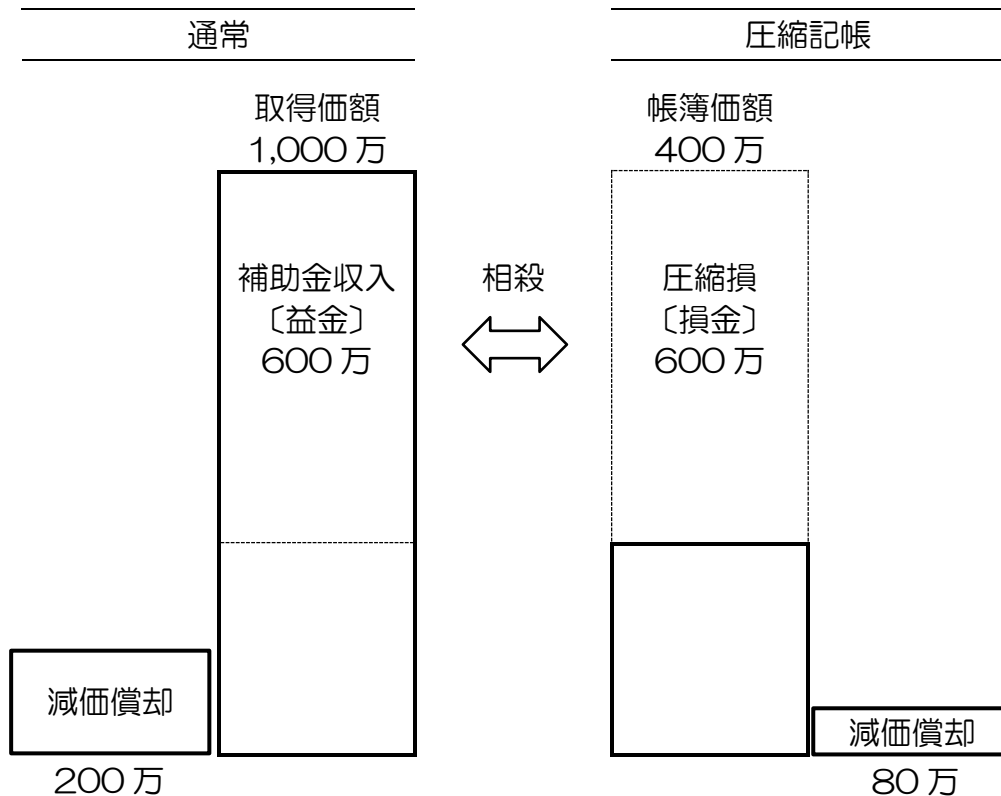 通常
圧縮記帳
取得価額
1,000万
帳簿価額
400万
補助金収入
〔益金〕
600万
相殺
圧縮損
〔損金〕
600万
減価償却
200万
減価償却
80万